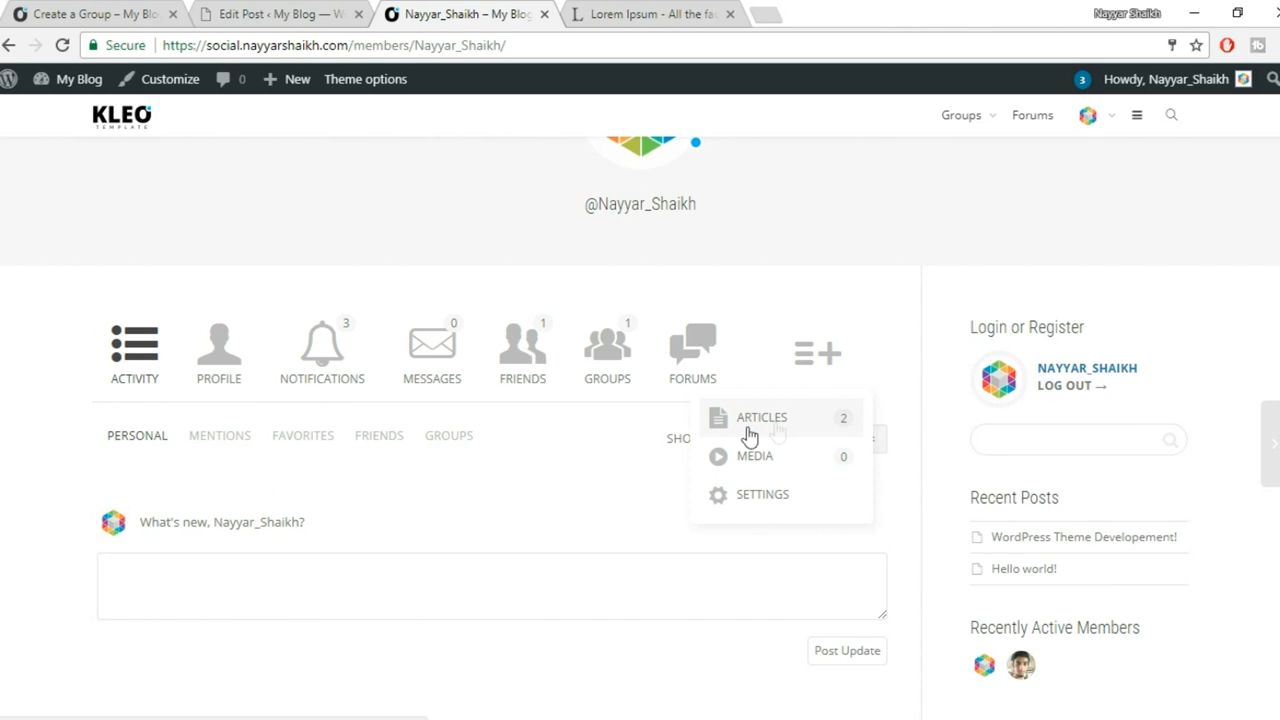 Create a Group – My Blo
Edit Post ‹ My Blog — W
Nayyar_Shaikh – My Blog
Lorem Ipsum - All the fa
Nayyar Shaikh
Secure
https://social.nayyarshaikh.com/members/Nayyar_Shaikh/
My Blog
Customize
0
New
Theme options
3
Howdy, Nayyar_Shaikh
KLEO
TEMPLATE
Groups
Forums
@Nayyar_Shaikh
ACTIVITY
PROFILE
3
NOTIFICATIONS
0
MESSAGES
1
FRIENDS
1
GROUPS
FORUMS
ARTICLES 2
MEDIA 0
SETTINGS
PERSONAL
MENTIONS
FAVORITES
FRIENDS
GROUPS
SHO
What's new, Nayyar_Shaikh?
Post Update
Login or Register
NAYYAR_SHAIKH
LOG OUT →
Recent Posts
WordPress Theme Developement!
Hello world!
Recently Active Members